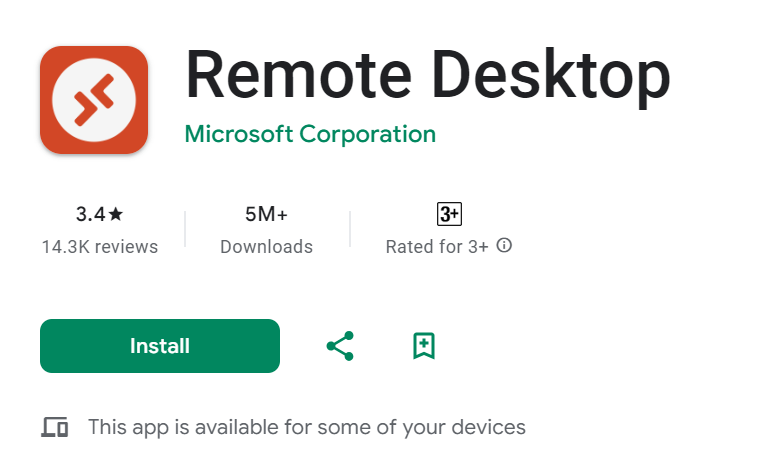 Remote Desktop
Microsoft Corporation
3.4★ 5M+ 3+
14.3K reviews Downloads Rated for 3+
Install
This app is available for some of your devices